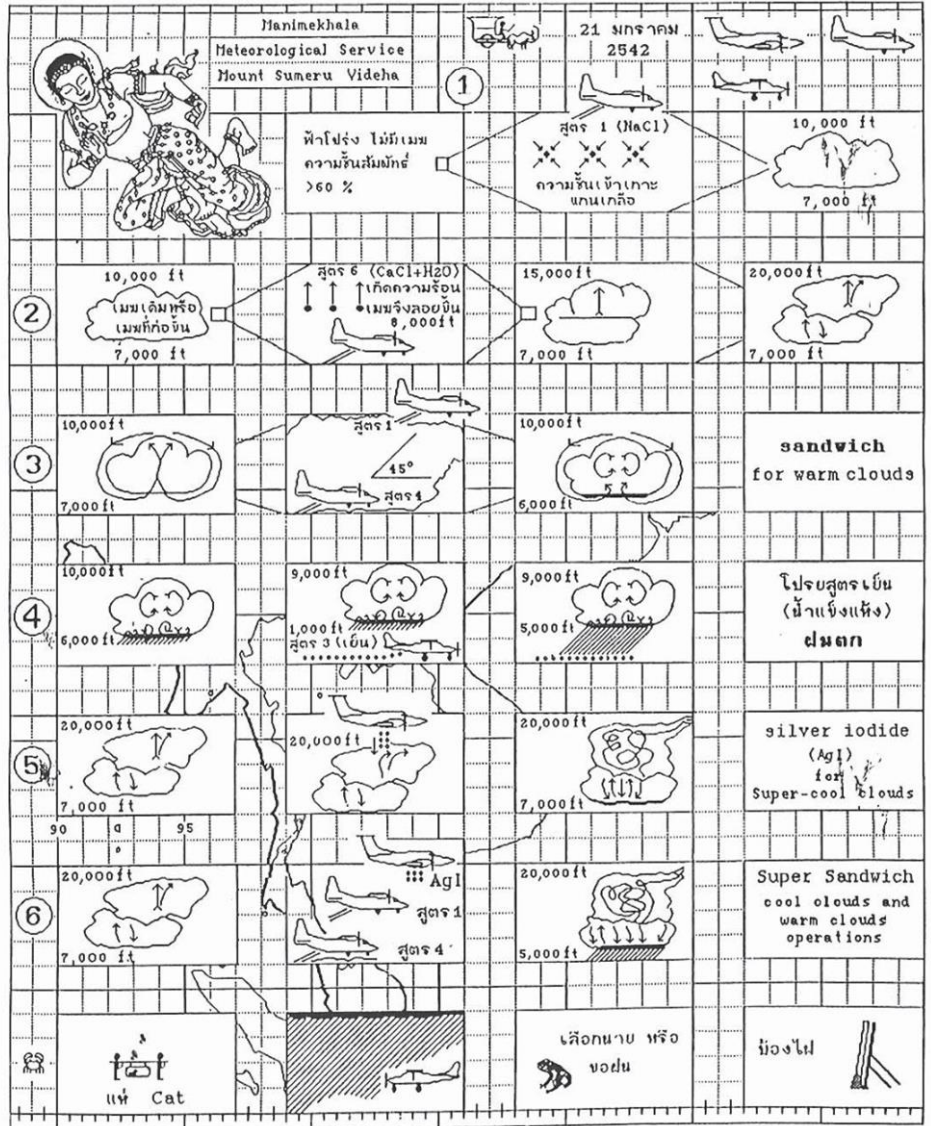 Manimekhala
Meteorological Service
Mount Sumeru Videha
21 มกราคม
2542
1
ฟ้าโปร่ง ไม่มีเมฆ
ความชื้นสัมพัทธ์
>60 %
สูตร 1 (NaCl)
ความชื้นเข้าเกาะ
แกนเกลือ
10,000 ft
7,000 ft
2
10,000 ft
เมฆเดิมหรือ
เมฆที่ก่อขึ้น
7,000 ft
สูตร 6 (CaCl+H2O)
เกิดความร้อน
เมฆจึงลอยขึ้น
8,000ft
15,000ft
7,000 ft
20,000ft
7,000 ft
3
10,000ft
7,000ft
สูตร 1
45°
สูตร 4
10,000ft
6,000ft
sandwich
for warm clouds
4
10,000ft
6,000ft
9,000ft
1,000 ft
สูตร 3 (เย็น)
9,000ft
5,000ft
โปรยสูตรเย็น
(น้ำแข็งแห้ง)
ฝนตก
5
20,000ft
7,000 ft
20,000ft
20,000ft
7,000ft
silver iodide
(AgI)
for
Super-cool clouds
90
95
6
20,000ft
7,000 ft
AgI
สูตร 1
สูตร 4
20,000ft
5,000ft
Super Sandwich
cool clouds and
warm clouds
operations
แห่ Cat
เลือกนาย หรือ
ขอฝน
บ้องไฟ